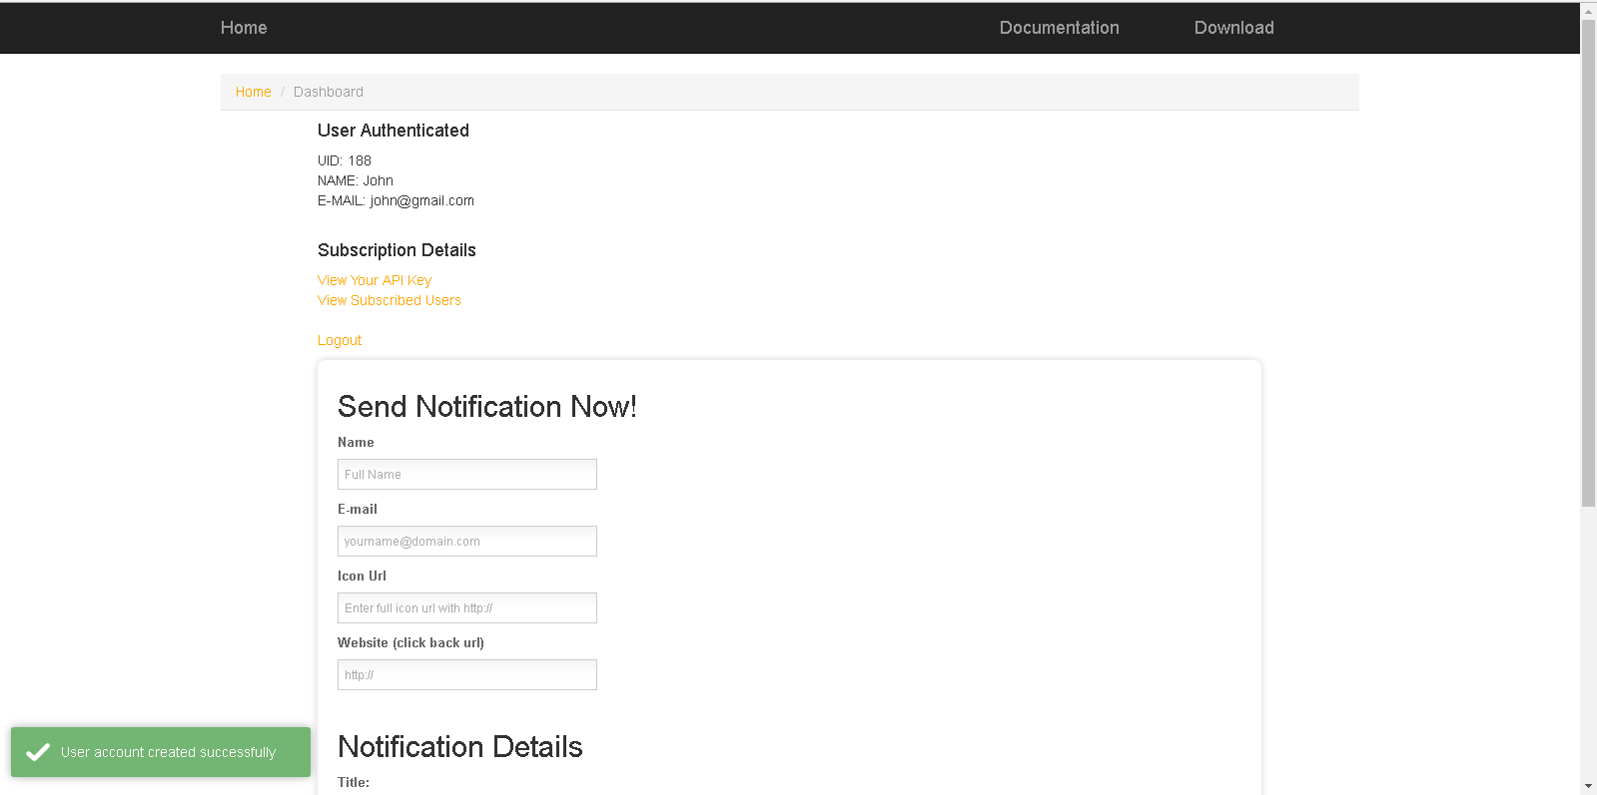 Home Documentation Download
Home / Dashboard
User Authenticated
UID: 188
NAME: John
E-MAIL: john@gmail.com
Subscription Details
View Your API Key
View Subscribed Users
Logout
Send Notification Now!
Name
Full Name
E-mail
yourname@domain.com
Icon Url
Enter full icon url with http://
Website (click back url)
http://
Notification Details
User account created successfully
Title: